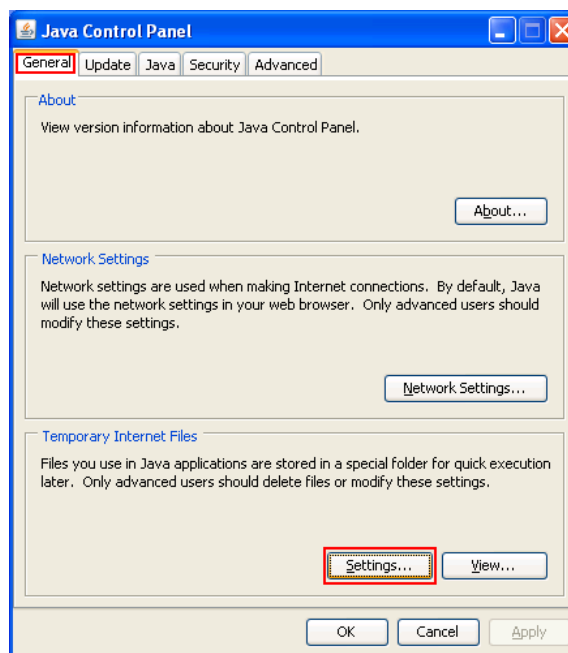 Java Control Panel
General Update Java Security Advanced
About
View version information about Java Control Panel.
About...
Network Settings
Network settings are used when making Internet connections. By default, Java
will use the network settings in your web browser. Only advanced users should
modify these settings.
Network Settings...
Temporary Internet Files
Files you use in Java applications are stored in a special folder for quick execution
later. Only advanced users should delete files or modify these settings.
Settings... View...
OK Cancel Apply